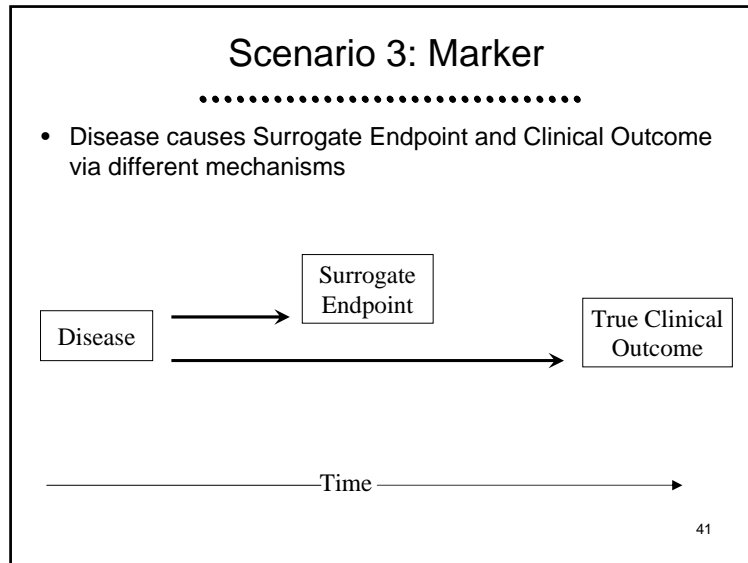 Scenario 3: Marker
• Disease causes Surrogate Endpoint and Clinical Outcome
via different mechanisms
Surrogate
Endpoint
Disease
True Clinical
Outcome
Time
41